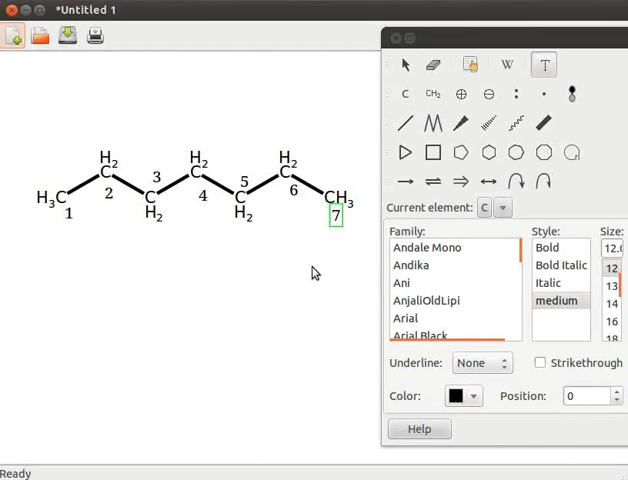 *Untitled 1
H₂ H₂ H₂
3 5
H₃C C C C C C CH₃
1 2 4 6 7
H₂ H₂
W T
C CH₂
Current element: C
Family: Style: Size:
Andale Mono Bold 12.0
Andika Bold Italic 12
Ani Italic 13
AnjaliOldLipi medium 14
Arial 16
Arial Black 18
Underline: None Strikethrough
Color: Position: 0
Help
Ready